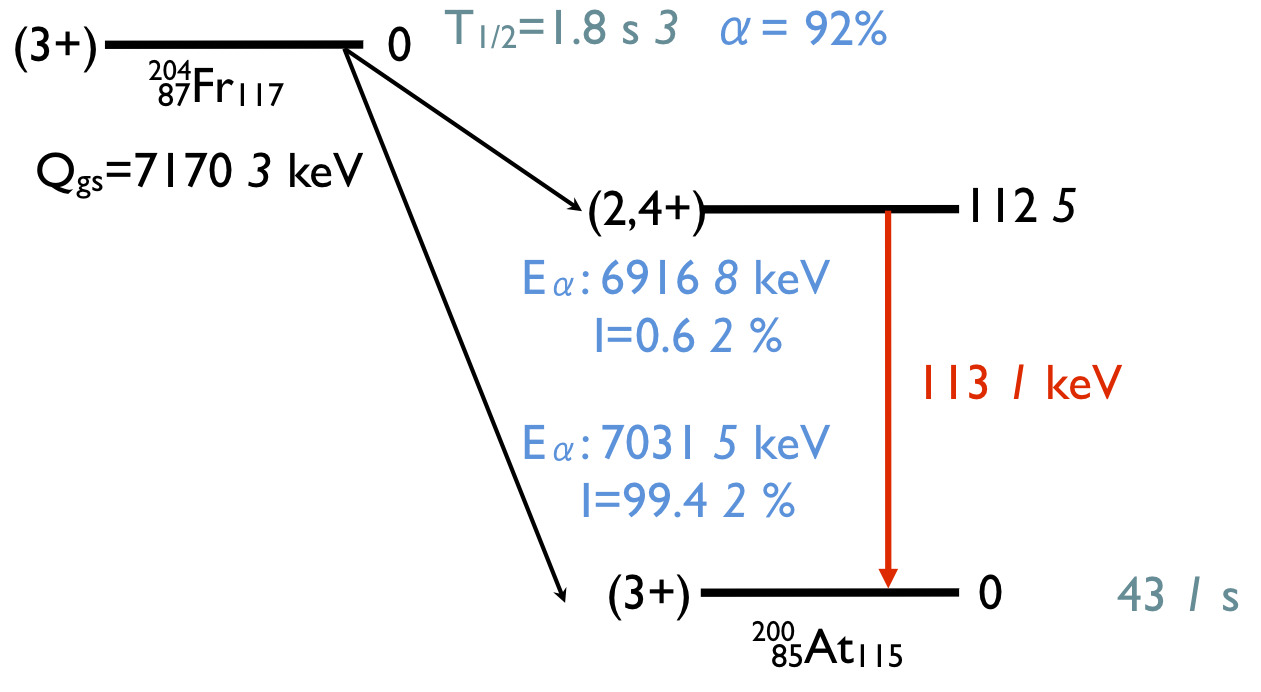 (3+) 0 T1/2=1.8 s 3 α = 92%
204 87Fr117
Qgs=7170 3 keV
(2,4+) 112 5
Eα: 6916 8 keV
I=0.6 2 %
113 1 keV
Eα: 7031 5 keV
I=99.4 2 %
(3+) 0 43 1 s
200 85At115